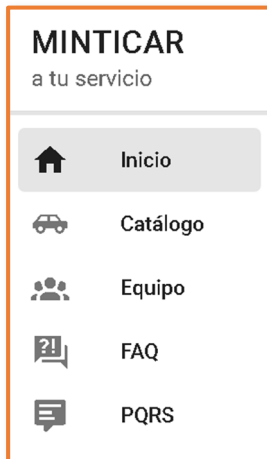 MINTICAR
a tu servicio
Inicio
Catálogo
Equipo
?!
FAQ
PQRS